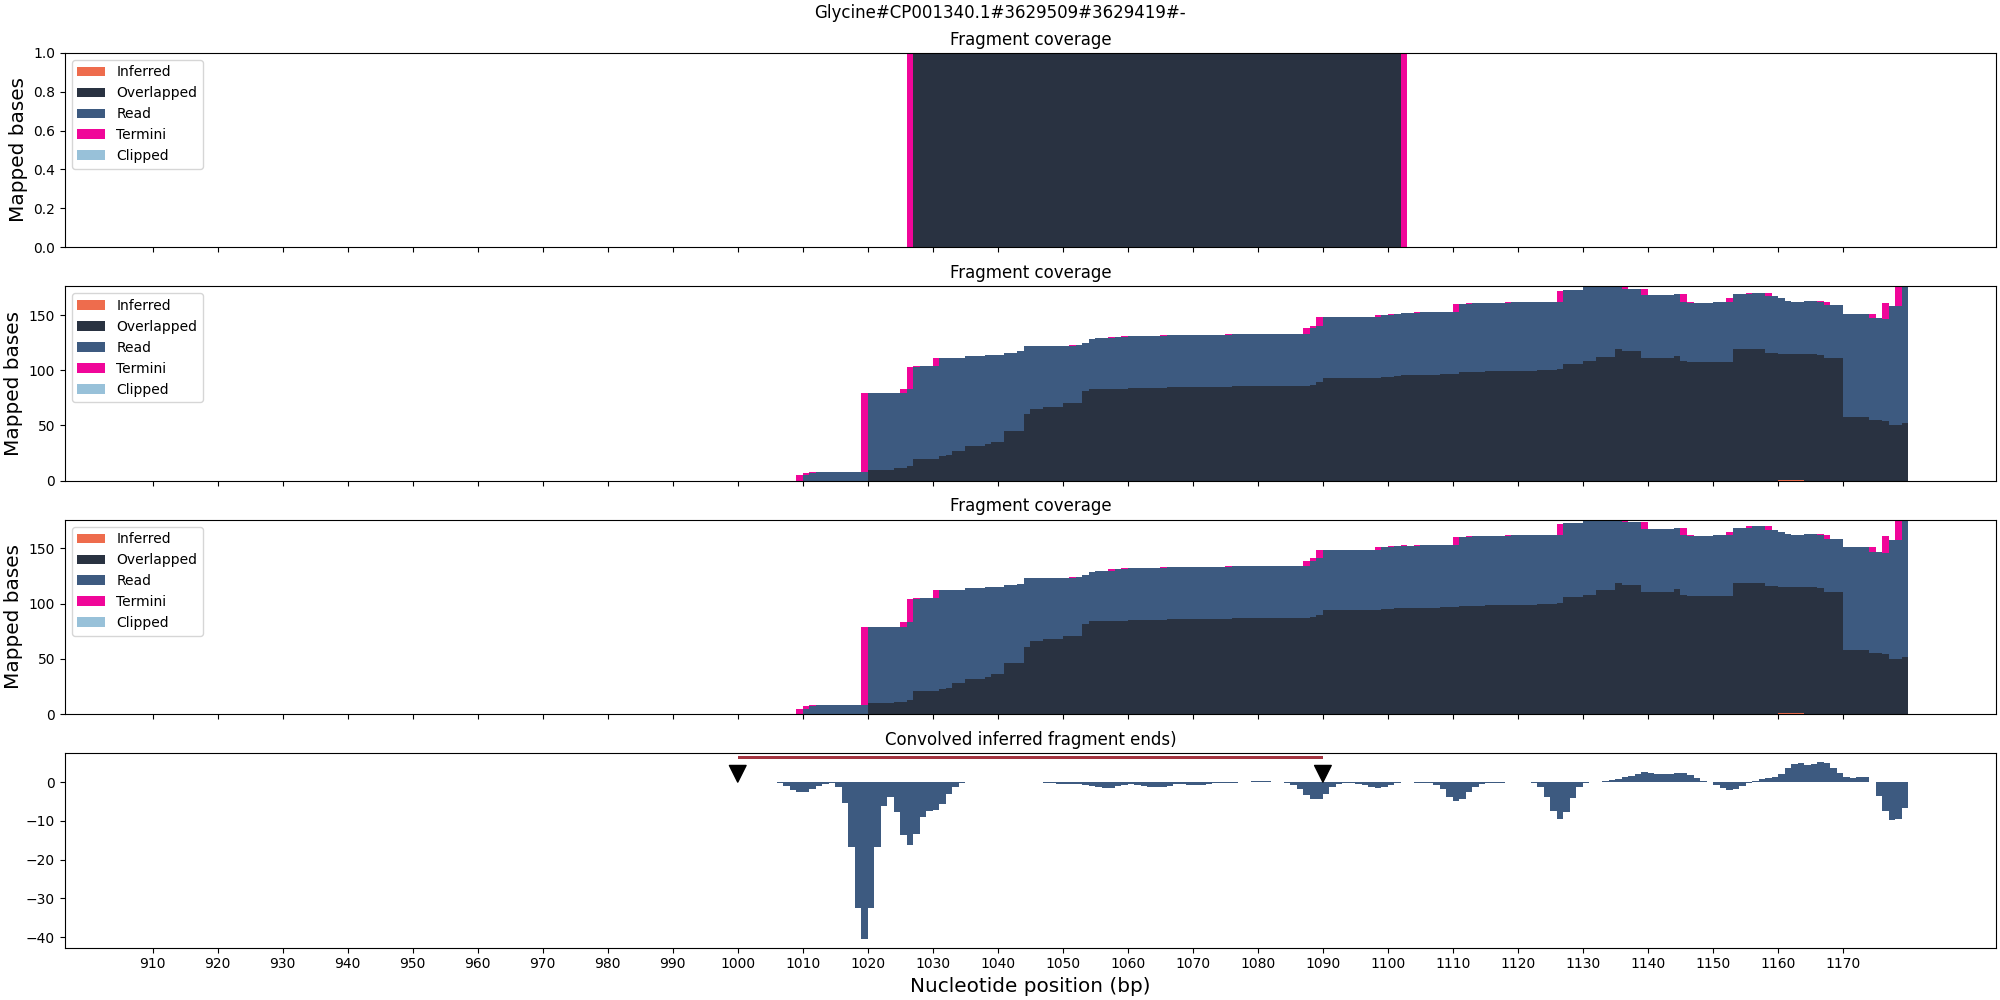 Glycine#CP001340.1#3629509#3629419#-
Fragment coverage
Mapped bases
1.0
0.8
0.6
0.4
0.2
0.0
Inferred
Overlapped
Read
Termini
Clipped
Fragment coverage
Mapped bases
150
100
50
0
Inferred
Overlapped
Read
Termini
Clipped
Fragment coverage
Mapped bases
150
100
50
0
Inferred
Overlapped
Read
Termini
Clipped
Convolved inferred fragment ends)
0
−10
−20
−30
−40
910 920 930 940 950 960 970 980 990 1000 1010 1020 1030 1040 1050 1060 1070 1080 1090 1100 1110 1120 1130 1140 1150 1160 1170
Nucleotide position (bp)